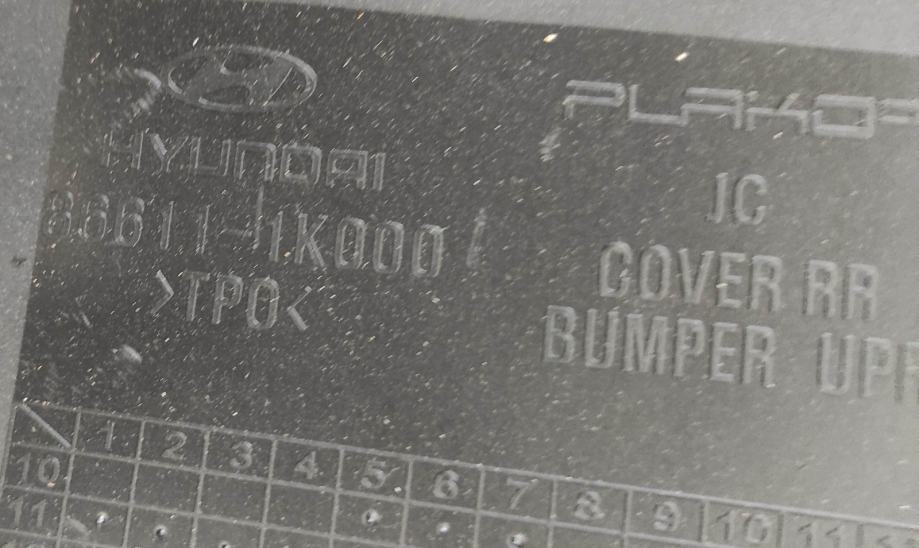 HYUNDAI
86611-1K000
>TPO<
PLAKOR
JC
COVER RR
BUMPER UPR
1 2 3 4 5 6 7 8 9 10 11
10
11